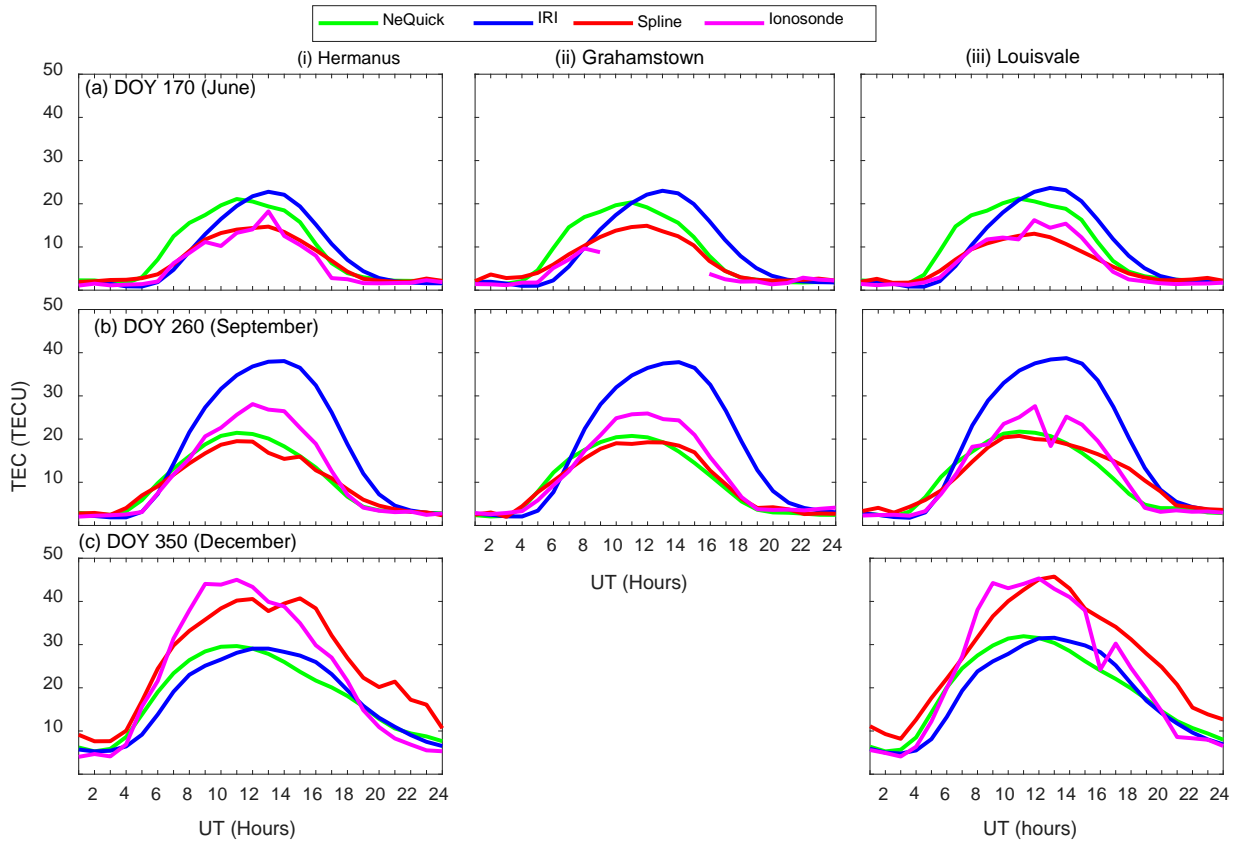 NeQuick IRI Spline Ionosonde
(i) Hermanus (ii) Grahamstown (iii) Louisvale
(a) DOY 170 (June)
50
40
30
20
10
(b) DOY 260 (September)
50
40
30
20
10
TEC (TECU)
2 4 6 8 10 12 14 16 18 20 22 24
UT (Hours)
(c) DOY 350 (December)
50
40
30
20
10
2 4 6 8 10 12 14 16 18 20 22 24
UT (Hours)
2 4 6 8 10 12 14 16 18 20 22 24
UT (hours)